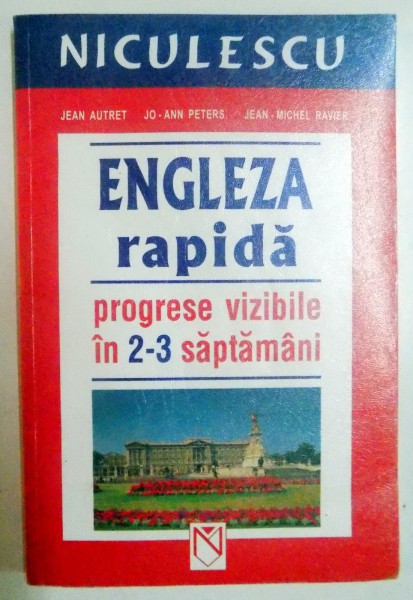 NICULESCU
JEAN AUTRET JO-ANN PETERS JEAN-MICHEL RAVIER
ENGLEZA
rapidă
progrese vizibile
în 2-3 săptămâni